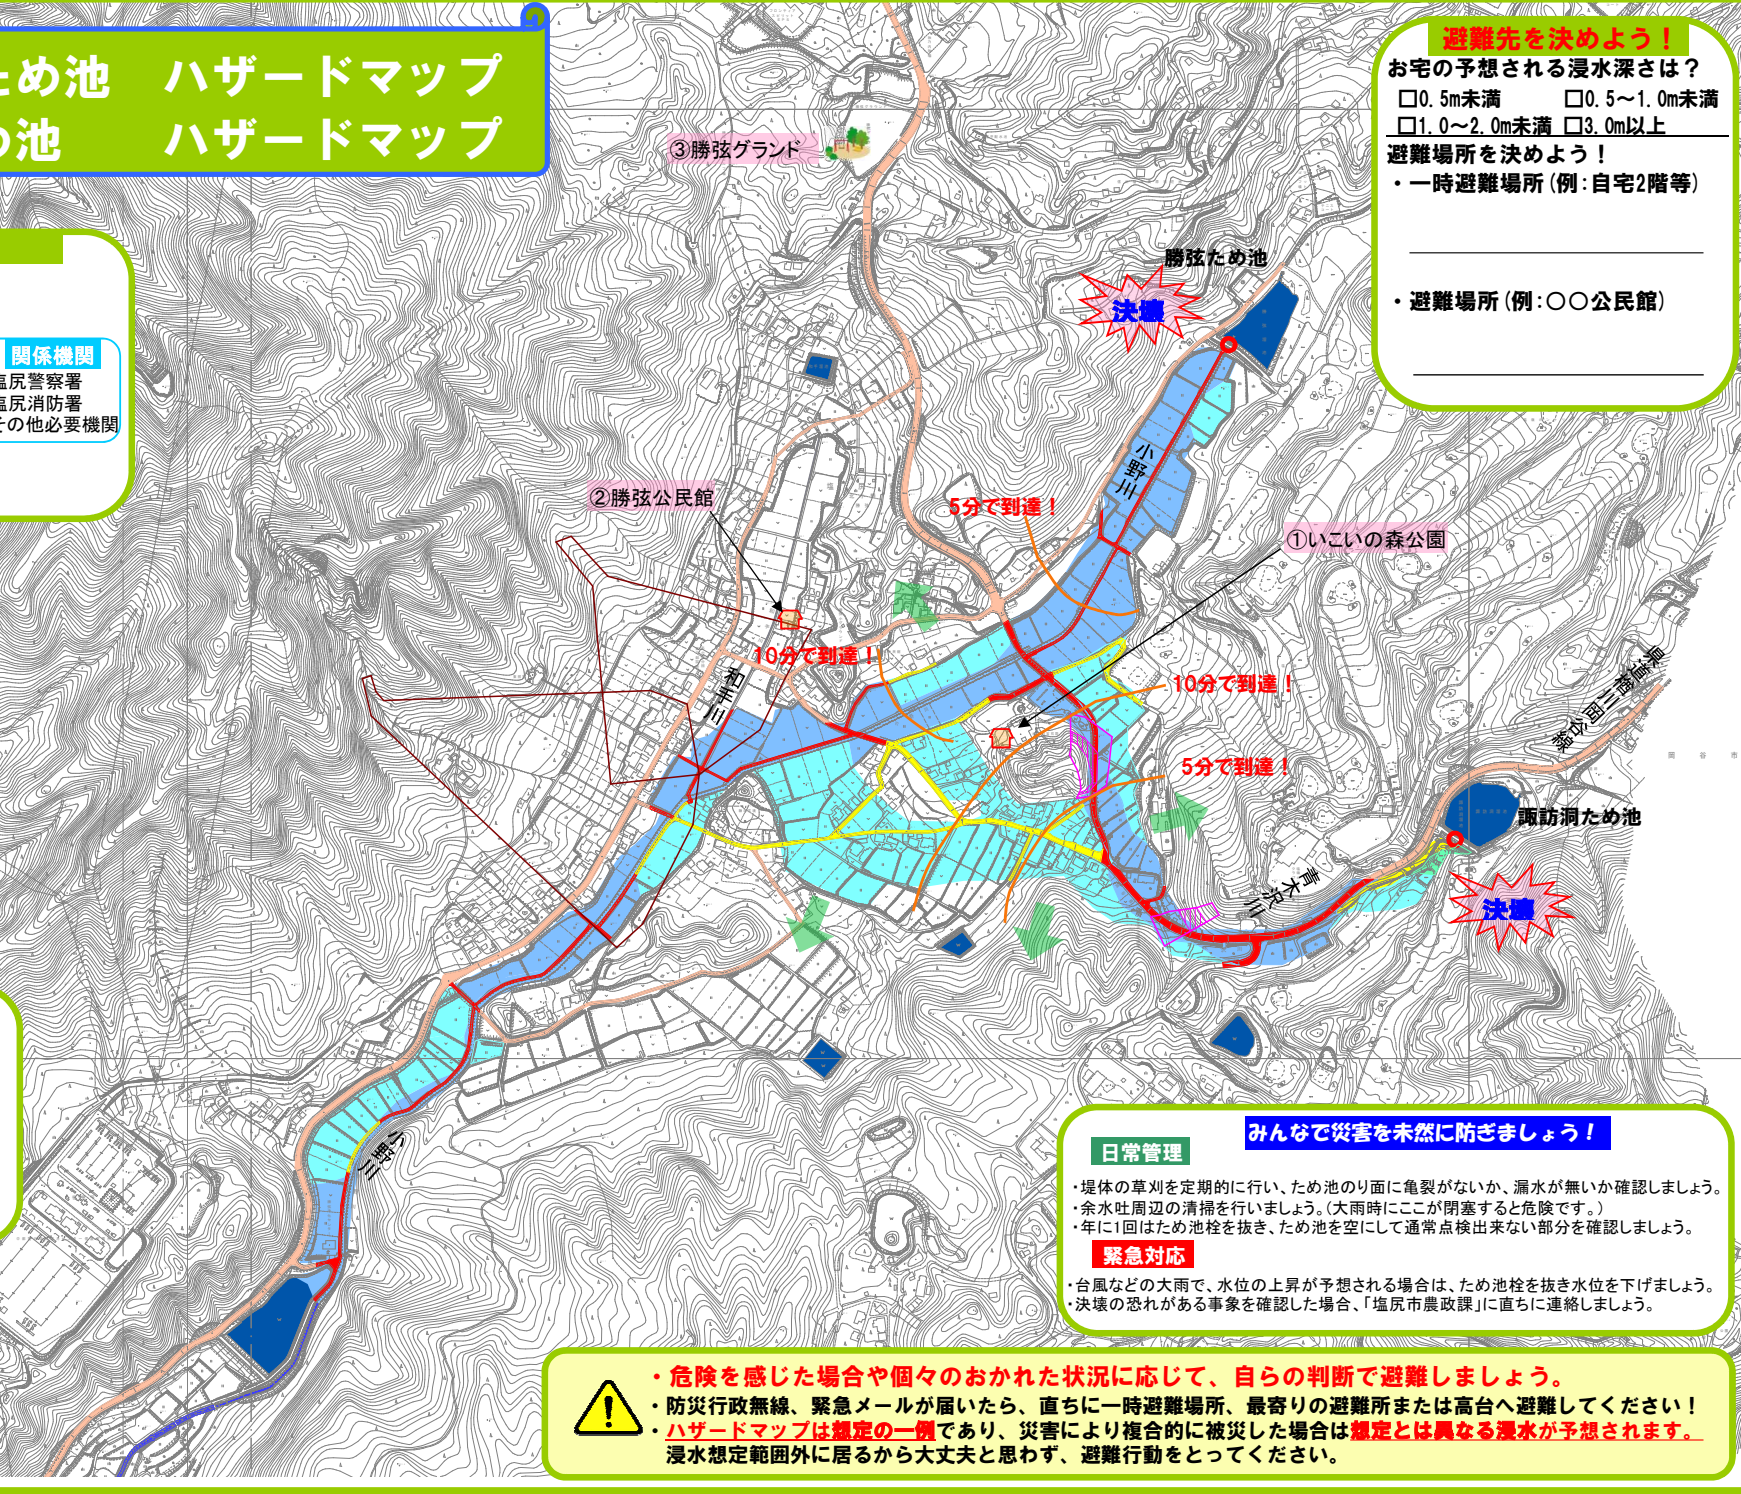 ため池　ハザードマップ
め池　ハザードマップ
避難先を決めよう！
お宅の予想される浸水深さは？
□0.5m未満　□0.5～1.0m未満
□1.0～2.0m未満　□3.0m以上
避難場所を決めよう！
・一時避難場所(例:自宅2階等)
・避難場所(例:○○公民館)
関係機関
塩尻警察署
塩尻消防署
その他必要機関
③勝弦グランド
勝弦ため池
決壊
小野川
②勝弦公民館
5分で到達！
①いこいの森公園
10分で到達！
和手川
10分で到達！
5分で到達！
県道楢川岡谷線
岡谷市
諏訪洞ため池
決壊
青木沢川
小野川
みんなで災害を未然に防ぎましょう！
日常管理
・堤体の草刈を定期的に行い、ため池のり面に亀裂がないか、漏水が無いか確認しましょう。
・余水吐周辺の清掃を行いましょう。(大雨時にここが閉塞すると危険です。)
・年に1回はため池栓を抜き、ため池を空にして通常点検出来ない部分を確認しましょう。
緊急対応
・台風などの大雨で、水位の上昇が予想される場合は、ため池栓を抜き水位を下げましょう。
・決壊の恐れがある事象を確認した場合、「塩尻市農政課」に直ちに連絡しましょう。
・危険を感じた場合や個々のおかれた状況に応じて、自らの判断で避難しましょう。
・防災行政無線、緊急メールが届いたら、直ちに一時避難場所、最寄りの避難所または高台へ避難してください！
・ハザードマップは想定の一例であり、災害により複合的に被災した場合は想定とは異なる浸水が予想されます。
浸水想定範囲外に居るから大丈夫と思わず、避難行動をとってください。